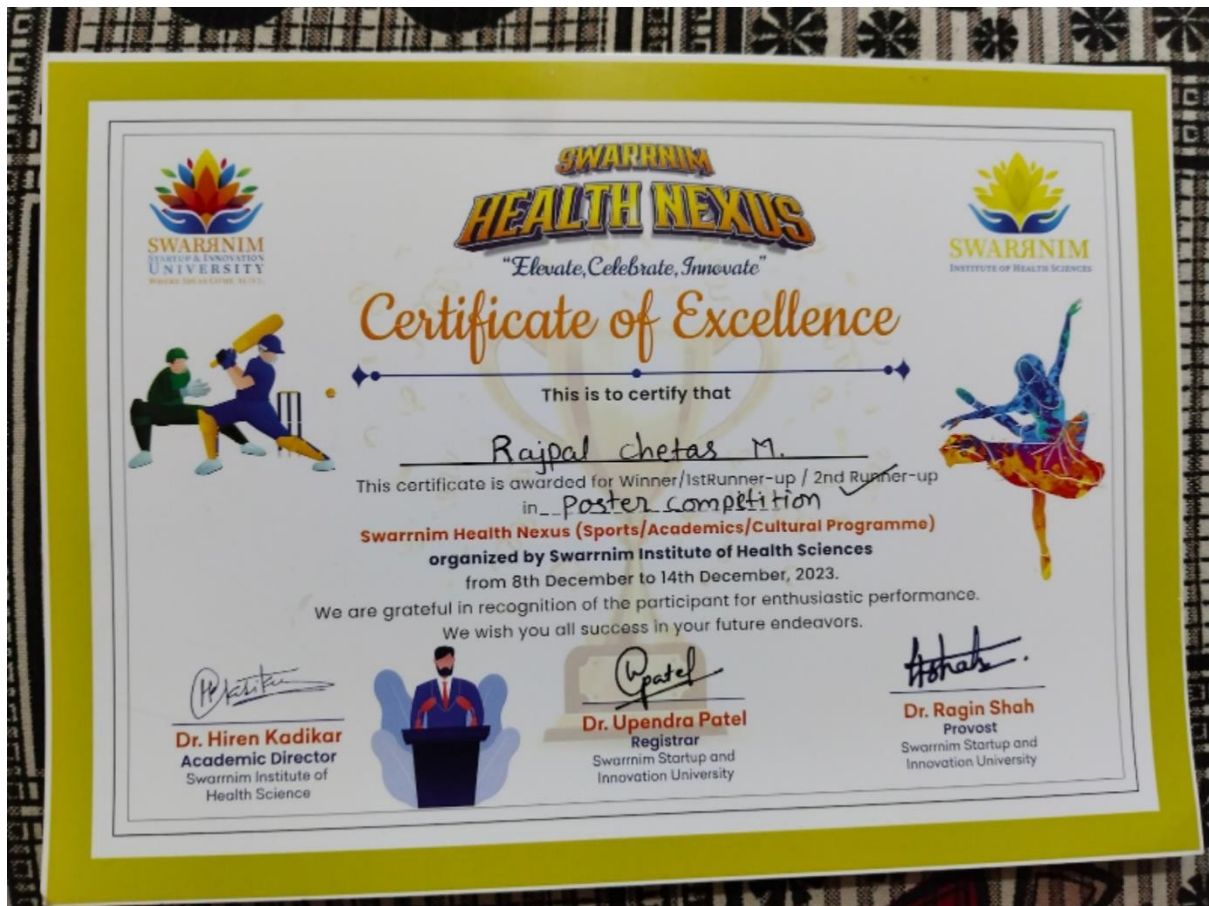 SWARRNIM
HEALTH NEXUS
"Elevate, Celebrate, Innovate"
SWARRNIM
STARTUP & INNOVATION
UNIVERSITY
WHERE IDEAS COME ALIVE
SWARRNIM
INSTITUTE OF HEALTH SCIENCES
Certificate of Excellence
This is to certify that
Rajpal chetas M.
This certificate is awarded for Winner/1stRunner-up / 2nd Runner-up
in Poster competition
Swarrnim Health Nexus (Sports/Academics/Cultural Programme)
organized by Swarrnim Institute of Health Sciences
from 8th December to 14th December, 2023.
We are grateful in recognition of the participant for enthusiastic performance.
We wish you all success in your future endeavors.
Dr. Hiren Kadikar
Academic Director
Swarrnim Institute of
Health Science
Dr. Upendra Patel
Registrar
Swarrnim Startup and
Innovation University
Dr. Ragin Shah
Provost
Swarrnim Startup and
Innovation University